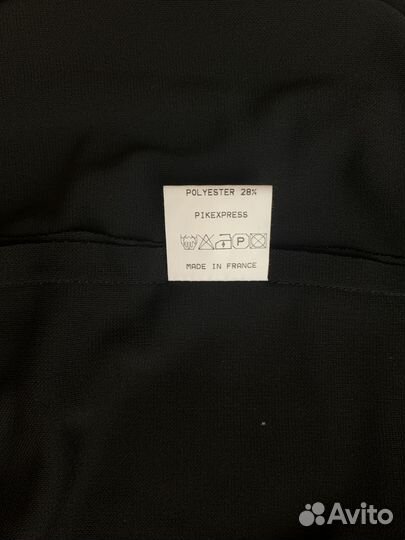 POLYESTER 28%
PIKEXPRESS
P
MADE IN FRANCE
Avito